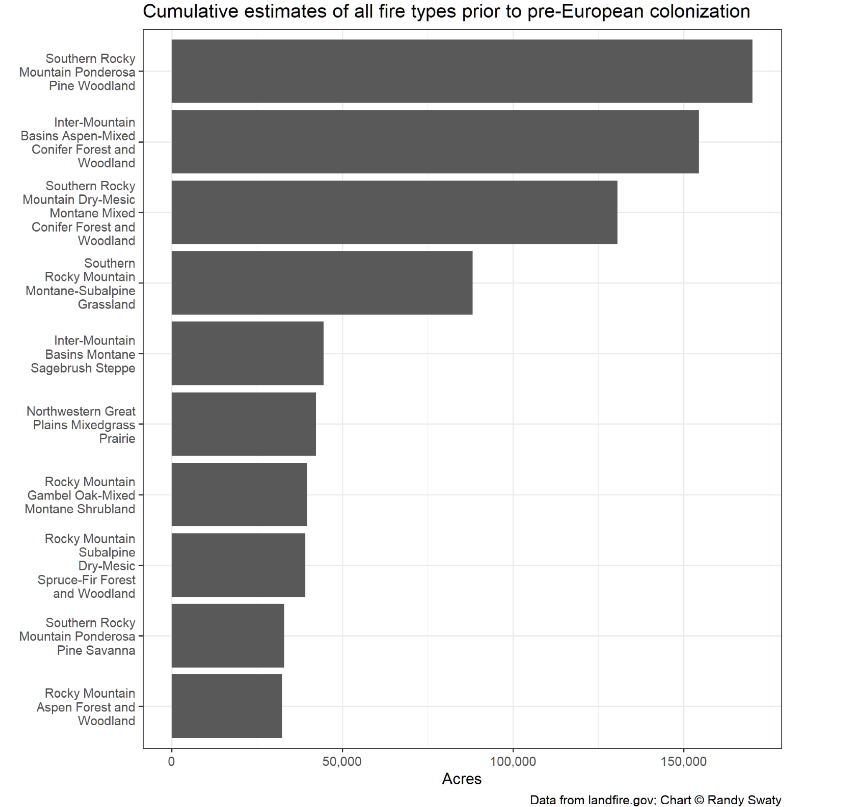 Cumulative estimates of all fire types prior to pre-European colonization
Southern Rocky
Mountain Ponderosa
Pine Woodland
Inter-Mountain
Basins Aspen-Mixed
Conifer Forest and
Woodland
Southern Rocky
Mountain Dry-Mesic
Montane Mixed
Conifer Forest and
Woodland
Southern
Rocky Mountain
Montane-Subalpine
Grassland
Inter-Mountain
Basins Montane
Sagebrush Steppe
Northwestern Great
Plains Mixedgrass
Prairie
Rocky Mountain
Gambel Oak-Mixed
Montane Shrubland
Rocky Mountain
Subalpine
Dry-Mesic
Spruce-Fir Forest
and Woodland
Southern Rocky
Mountain Ponderosa
Pine Savanna
Rocky Mountain
Aspen Forest and
Woodland
0 50,000 100,000 150,000
Acres
Data from landfire.gov; Chart © Randy Swaty